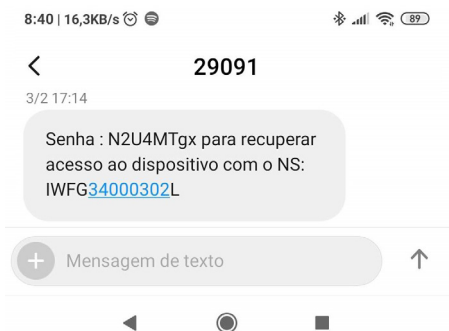 8:40 | 16,3KB/s
89
29091
3/2 17:14
Senha : N2U4MTgx para recuperar
acesso ao dispositivo com o NS:
IWFG34000302L
Mensagem de texto